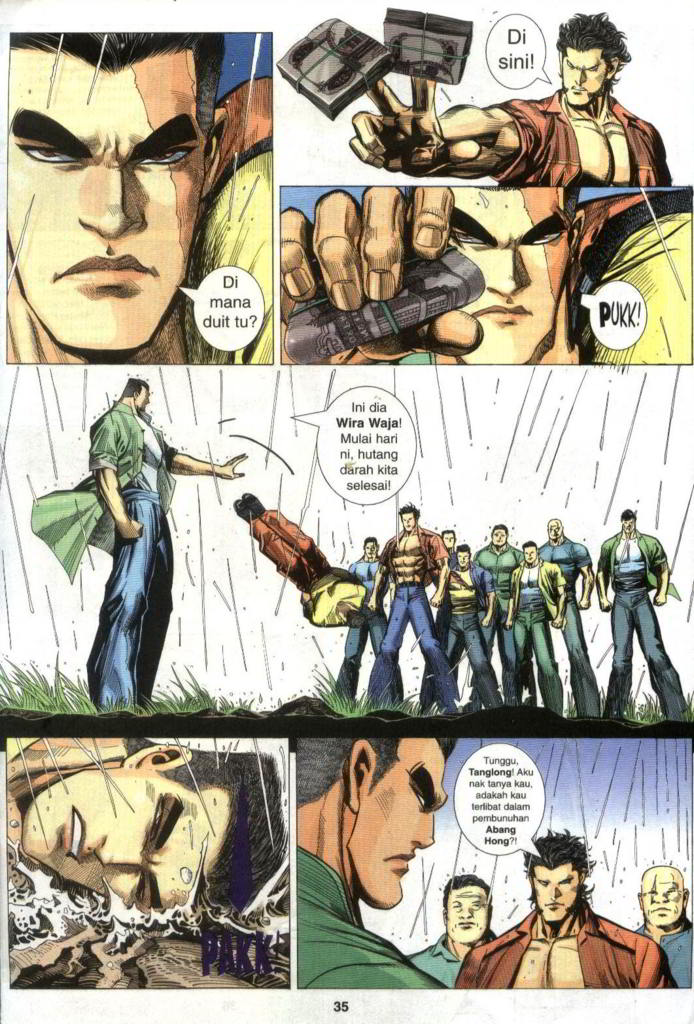 Di
mana
duit tu?
Di
sini!
PUKK!
Ini dia
Wira Waja!
Mulai hari
ni, hutang
darah kita
selesai!
PAKK!
Tunggu,
Tanglong! Aku
nak tanya kau,
adakah kau
terlibat dalam
pembunuhan
Abang
Hong?!
35